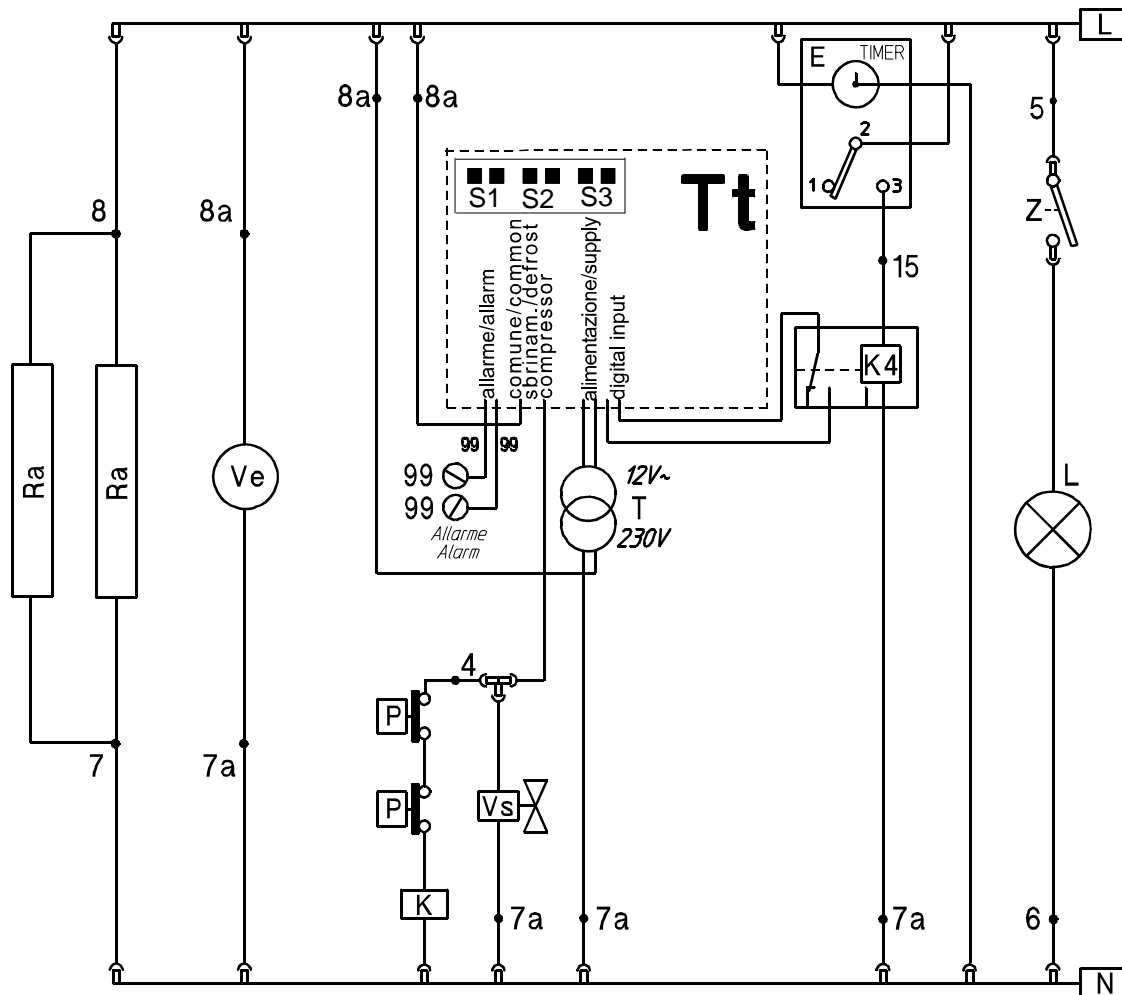 L
E TIMER
8a
8a
5
2
1
3
S1 S2 S3
Tt
Z
8
8a
15
allarme/allarm
comune/common
sbrinam./defrost
compressor
alimentazione/supply
digital input
K4
99 99
Ra
Ra
Ve
99
12V~
L
99
T
Allarme
Alarm
230V
4
P
7
7a
P
Vs
K
7a
7a
7a
6
N